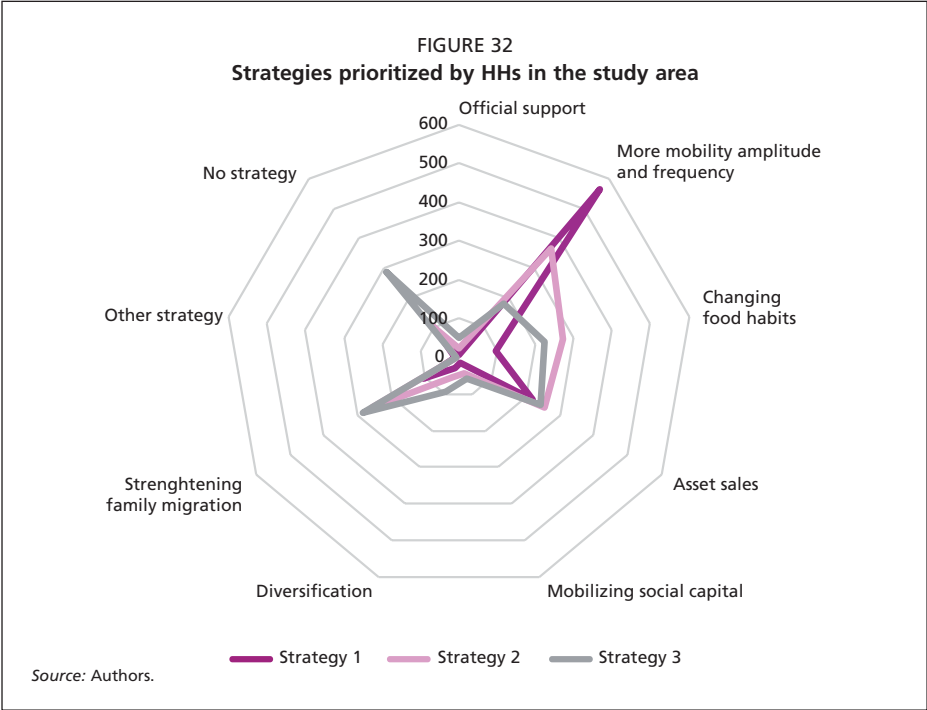 FIGURE 32
Strategies prioritized by HHs in the study area
Official support
More mobility amplitude
and frequency
Changing
food habits
Asset sales
Mobilizing social capital
Diversification
Strenghtening
family migration
Other strategy
No strategy
600
500
400
300
200
100
0
Strategy 1
Strategy 2
Strategy 3
Source: Authors.